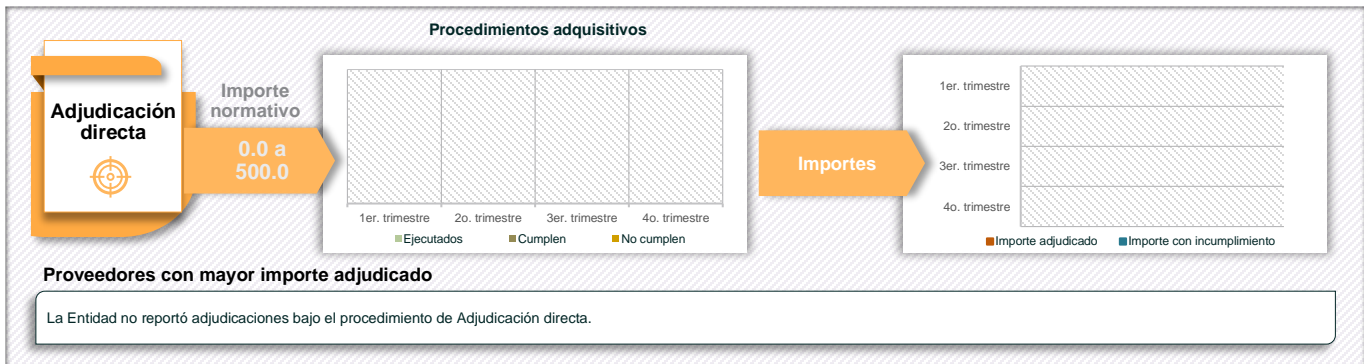 Procedimientos adquisitivos
Adjudicación
directa
Importe
normativo
0.0 a
500.0
1er. trimestre 2o. trimestre 3er. trimestre 4o. trimestre
Ejecutados Cumplen No cumplen
Importes
1er. trimestre
2o. trimestre
3er. trimestre
4o. trimestre
Importe adjudicado Importe con incumplimiento
Proveedores con mayor importe adjudicado
La Entidad no reportó adjudicaciones bajo el procedimiento de Adjudicación directa.